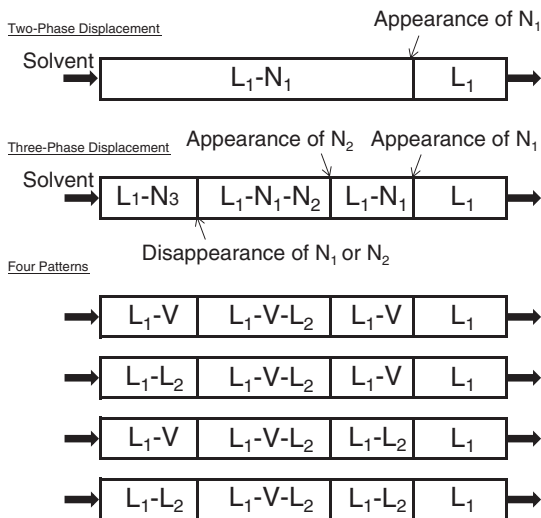 Two-Phase Displacement
Appearance of N₁
Solvent
L₁-N₁ L₁
Three-Phase Displacement
Appearance of N₂ Appearance of N₁
Solvent
L1-N3 L₁-N₁-N₂ L₁-N₁ L₁
Disappearance of N₁ or N₂
Four Patterns
L₁-V L₁-V-L₂ L₁-V L₁
L₁-L₂ L₁-V-L₂ L₁-V L₁
L₁-V L₁-V-L₂ L₁-L₂ L₁
L₁-L₂ L₁-V-L₂ L₁-L₂ L₁